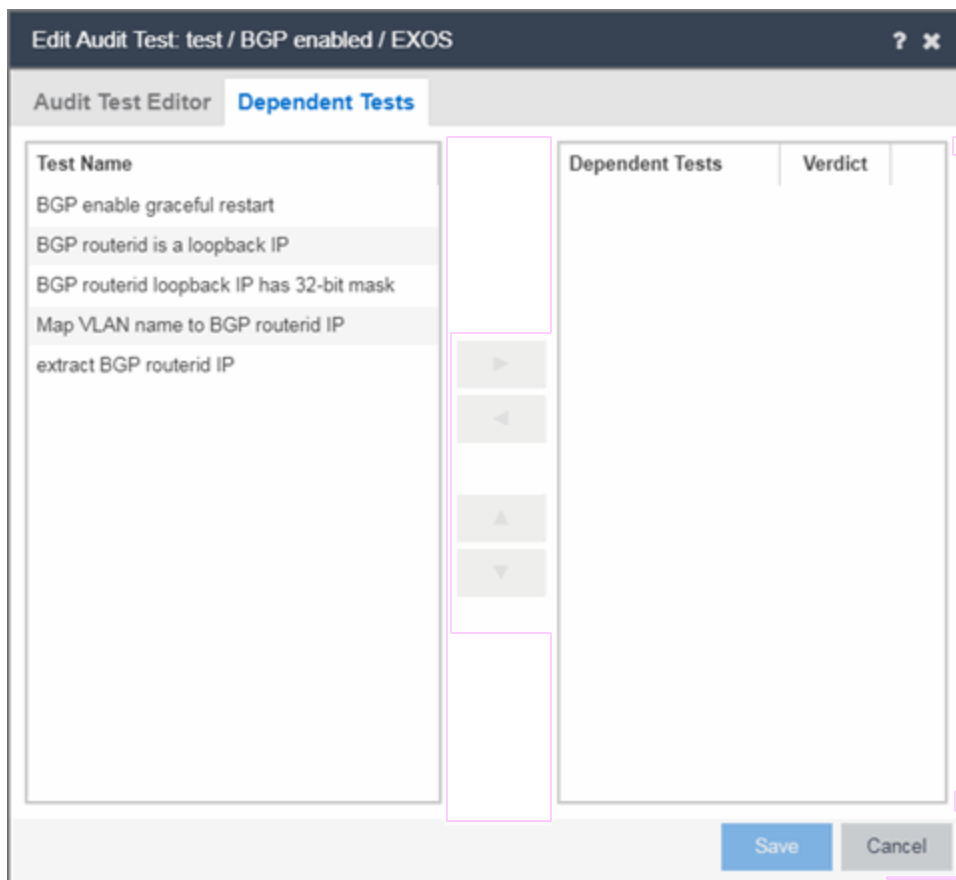 Edit Audit Test: test / BGP enabled / EXOS ? ✖
Audit Test Editor Dependent Tests
Test Name Dependent Tests Verdict
BGP enable graceful restart
BGP routerid is a loopback IP
BGP routerid loopback IP has 32-bit mask
Map VLAN name to BGP routerid IP
extract BGP routerid IP
Save Cancel